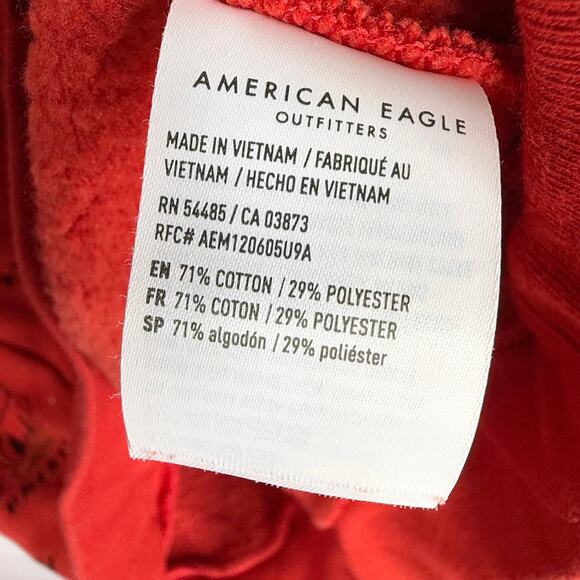 AMERICAN EAGLE
OUTFITTERS
MADE IN VIETNAM / FABRIQUÉ AU
VIETNAM / HECHO EN VIETNAM
RN 54485 / CA 03873
RFC# AEM120605U9A
EN 71% COTTON / 29% POLYESTER
FR 71% COTON / 29% POLYESTER
SP 71% algodón / 29% poliéster